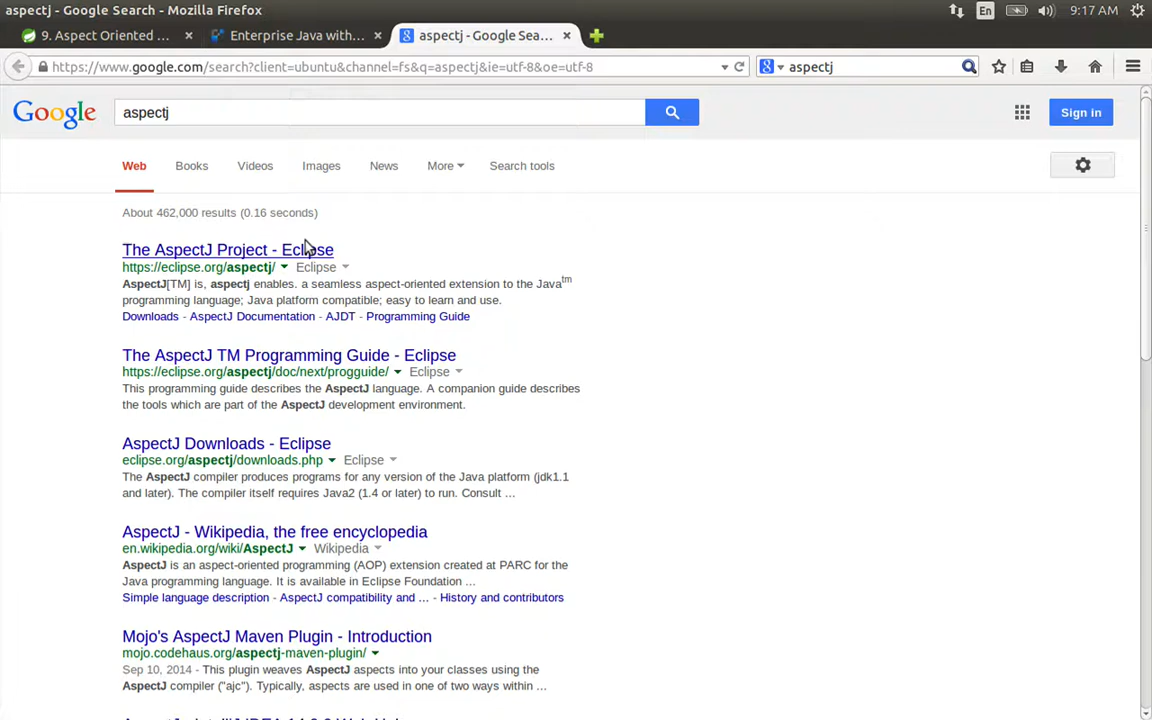 aspectj - Google Search - Mozilla Firefox
En
9:17 AM
9. Aspect Oriented ...
Enterprise Java with...
aspectj - Google Sea...
https://www.google.com/search?client=ubuntu&channel=fs&q=aspectj&ie=utf-8&oe=utf-8
aspectj
Google
aspectj
Sign in
Web
Books
Videos
Images
News
More
Search tools
About 462,000 results (0.16 seconds)
The AspectJ Project - Eclipse
https://eclipse.org/aspectj/ Eclipse
AspectJ[TM] is, aspectj enables. a seamless aspect-oriented extension to the Javatm
programming language; Java platform compatible; easy to learn and use.
Downloads - AspectJ Documentation - AJDT - Programming Guide
The AspectJ TM Programming Guide - Eclipse
https://eclipse.org/aspectj/doc/next/progguide/ Eclipse
This programming guide describes the AspectJ language. A companion guide describes
the tools which are part of the AspectJ development environment.
AspectJ Downloads - Eclipse
eclipse.org/aspectj/downloads.php Eclipse
The AspectJ compiler produces programs for any version of the Java platform (jdk1.1
and later). The compiler itself requires Java2 (1.4 or later) to run. Consult ...
AspectJ - Wikipedia, the free encyclopedia
en.wikipedia.org/wiki/AspectJ Wikipedia
AspectJ is an aspect-oriented programming (AOP) extension created at PARC for the
Java programming language. It is available in Eclipse Foundation ...
Simple language description - AspectJ compatibility and ... - History and contributors
Mojo's AspectJ Maven Plugin - Introduction
mojo.codehaus.org/aspectj-maven-plugin/
Sep 10, 2014 - This plugin weaves AspectJ aspects into your classes using the
AspectJ compiler ("ajc"). Typically, aspects are used in one of two ways within ...